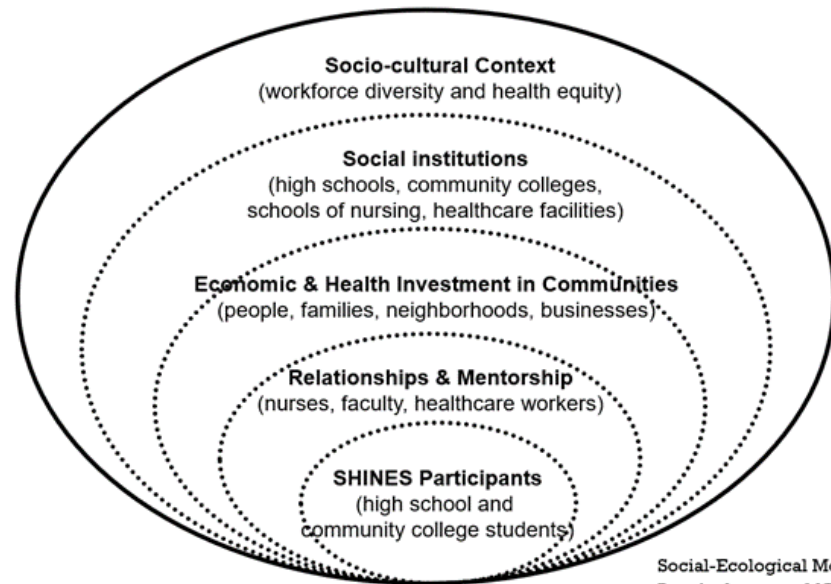 Socio-cultural Context
(workforce diversity and health equity)
Social institutions
(high schools, community colleges,
schools of nursing, healthcare facilities)
Economic & Health Investment in Communities
(people, families, neighborhoods, businesses)
Relationships & Mentorship
(nurses, faculty, healthcare workers)
SHINES Participants
(high school and
community college students)
Social-Ecological